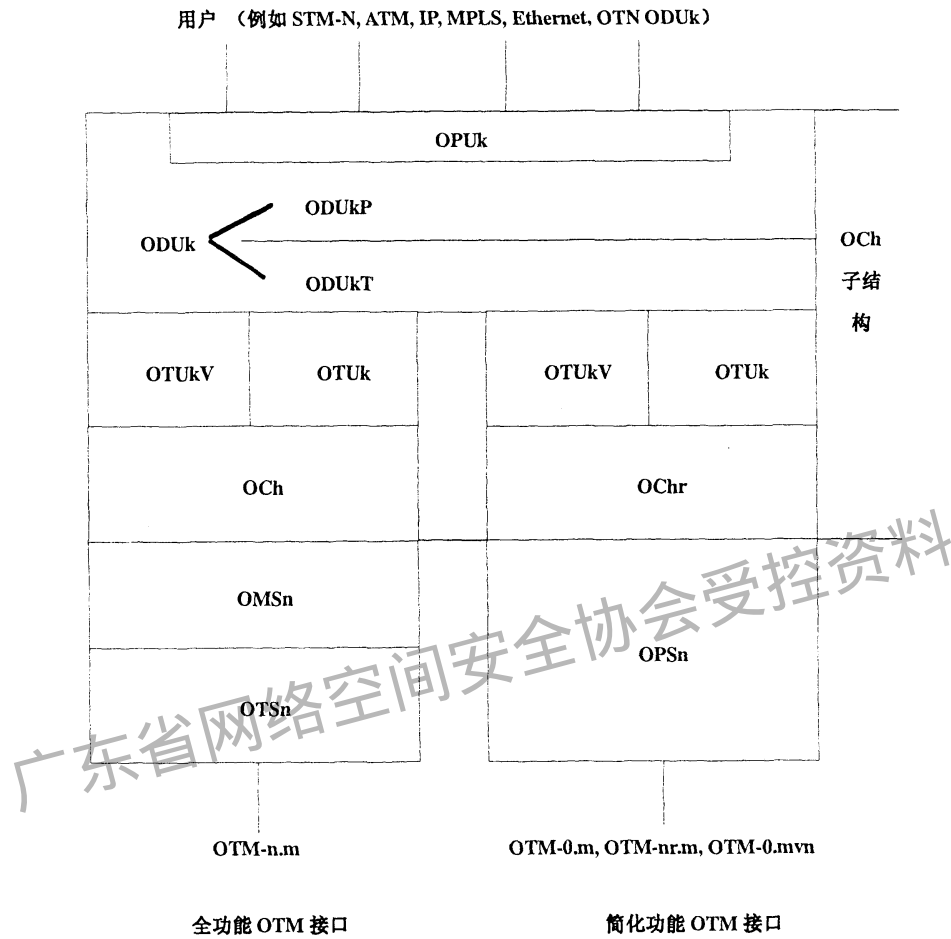 用户 （例如 STM-N, ATM, IP, MPLS, Ethernet, OTN ODUk）
OPUk
ODUkP
ODUk
ODUkT
OCh
子结
构
OTUkV
OTUk
OTUkV
OTUk
OCh
OChr
OMSn
OPSn
OTSn
广东省网络空间安全协会受控资料
OTM-n.m
OTM-0.m, OTM-nr.m, OTM-0.mvn
全功能 OTM 接口
简化功能 OTM 接口